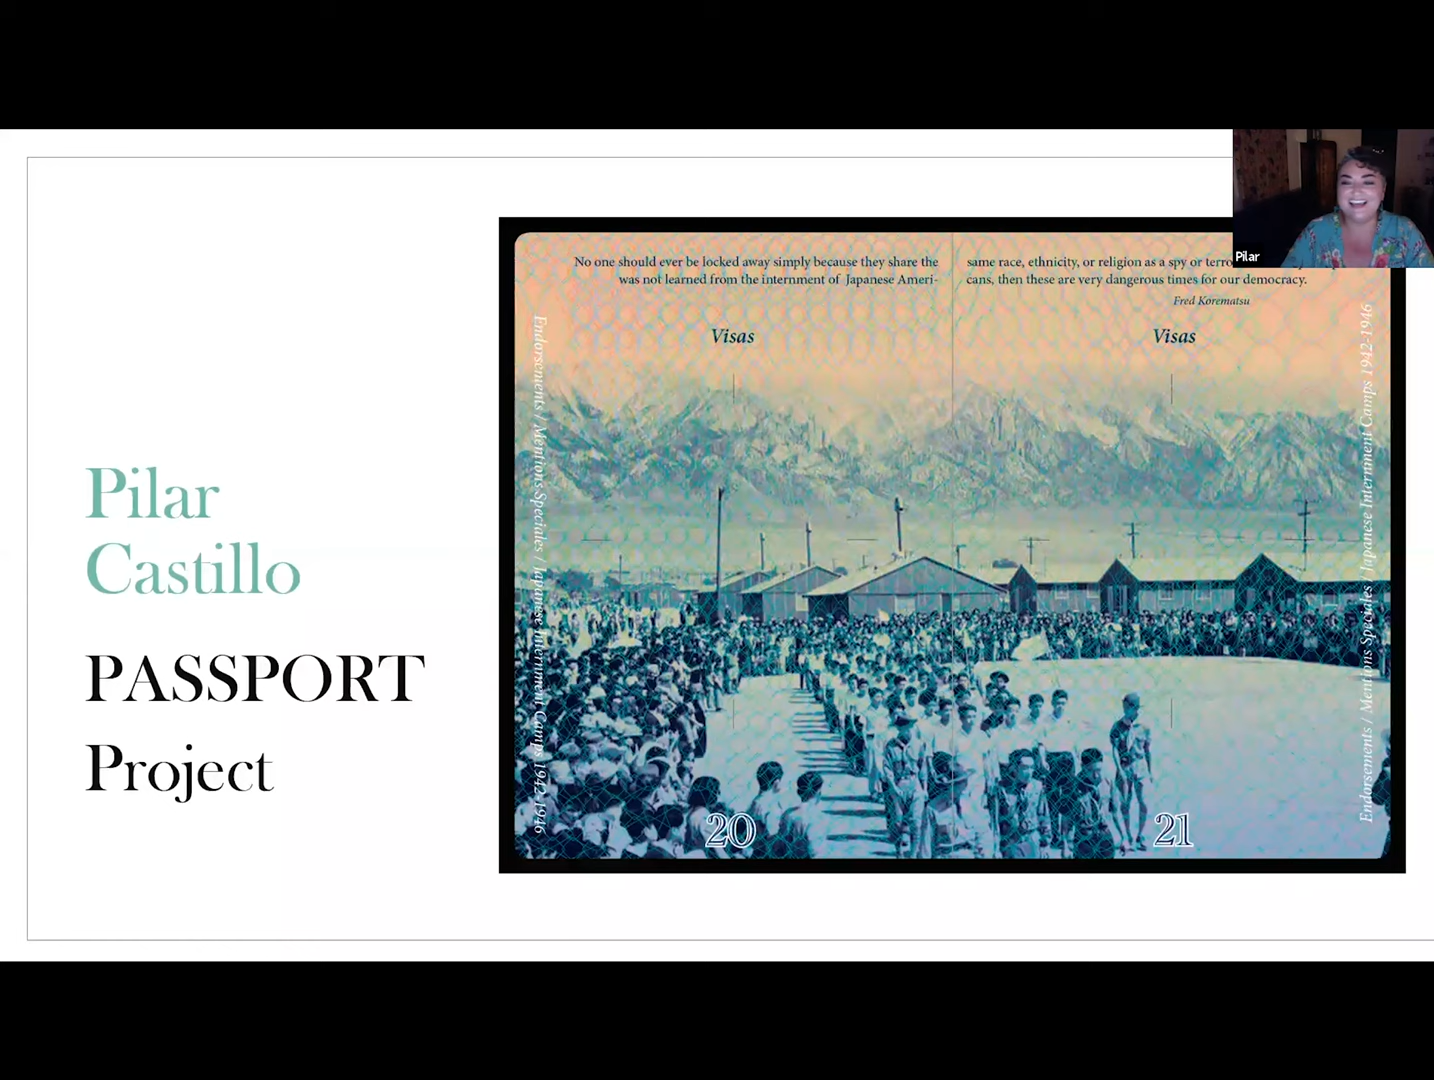 Pilar
Pilar
Castillo
PASSPORT
Project
No one should ever be locked away simply because they share the same race, ethnicity, or religion as a spy or
was not learned from the internment of Japanese Ameri- cans, then these are very dangerous times for our democracy.
Fred Korematsu
Visas
Visas
Endorsements / Mentions Speciales / Japanese Internment Camps 1942-1946
Endorsements / Mentions Speciales / Japanese Internment Camps 1942-1946
20
21